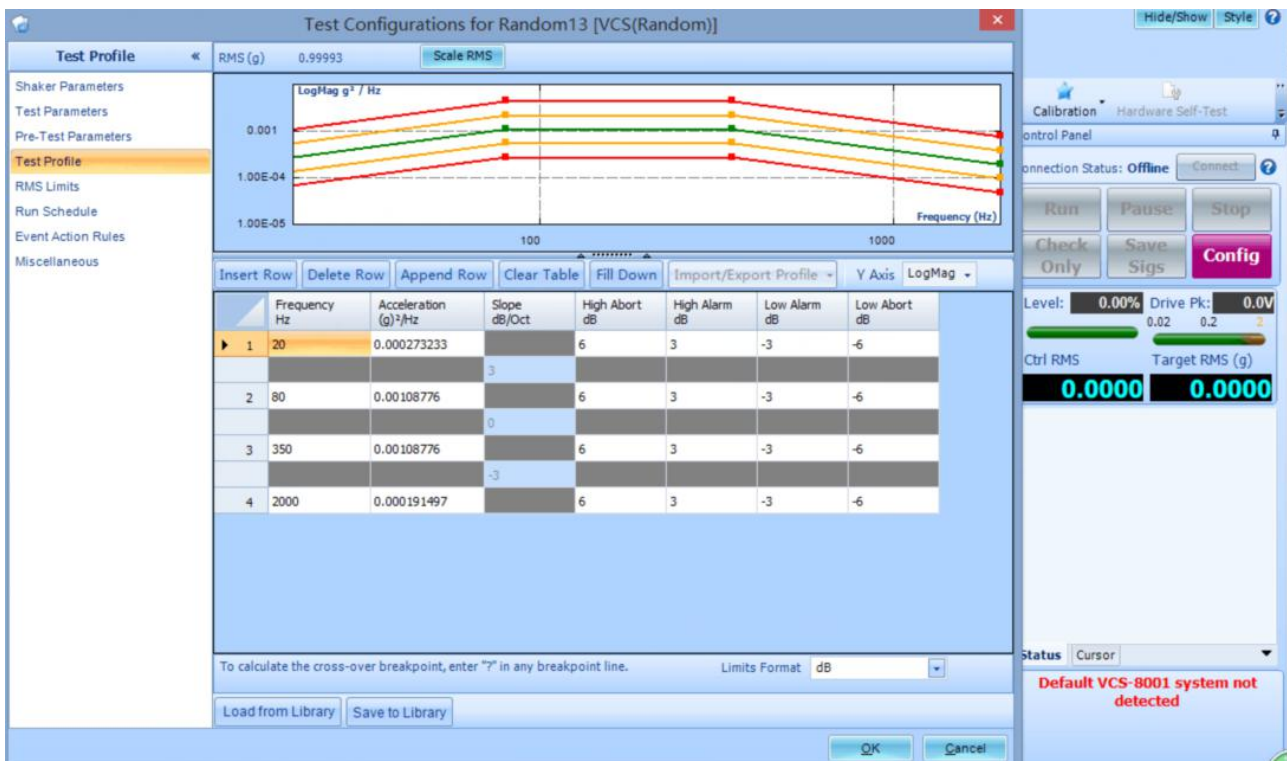 Test Configurations for Random13 [VCS(Random)]
Hide/Show Style
Test Profile «
RMS (g) 0.99993 Scale RMS
Shaker Parameters
Test Parameters
Pre-Test Parameters
Test Profile
RMS Limits
Run Schedule
Event Action Rules
Miscellaneous
LogMag g² / Hz
0.001
1.00E-04
1.00E-05
100
1000
Frequency (Hz)
Insert Row Delete Row Append Row Clear Table Fill Down Import/Export Profile Y Axis LogMag
Frequency Hz Acceleration (g)²/Hz Slope dB/Oct High Abort dB High Alarm dB Low Alarm dB Low Abort dB
1 20 0.000273233 6 3 -3 -6
3
2 80 0.00108776 6 3 -3 -6
0
3 350 0.00108776 6 3 -3 -6
-3
4 2000 0.000191497 6 3 -3 -6
To calculate the cross-over breakpoint, enter "?" in any breakpoint line. Limits Format dB
Load from Library Save to Library
OK Cancel
Calibration Hardware Self-Test
ontrol Panel
onnection Status: Offline Connect
Run Pause Stop
Check Only Save Sigs Config
Level: 0.00% Drive Pk: 0.0V
0.02 0.2 2
Ctrl RMS Target RMS (g)
0.0000 0.0000
Status Cursor
Default VCS-8001 system not
detected